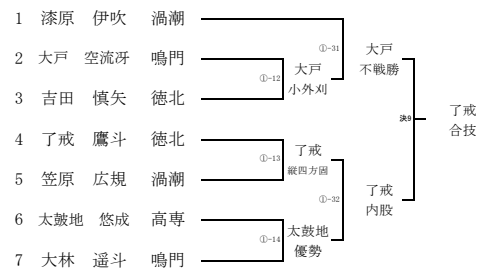 1 漆原 伊吹 渦潮
①-31
大戸
不戦勝
2 大戸 空流冴 鳴門
①-12
大戸
小外刈
3 吉田 慎矢 徳北
決9
了戒
合技
4 了戒 鷹斗 徳北
①-13
了戒
縦四方固
5 笠原 広規 渦潮
①-32
了戒
内股
6 太鼓地 悠成 高専
①-14
太鼓地
優勢
7 大林 遥斗 鳴門